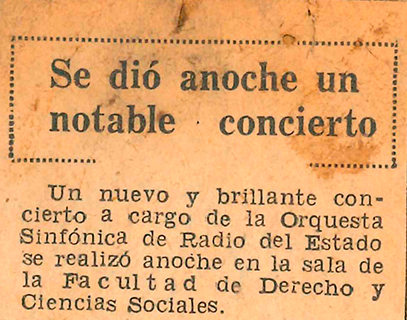 Se dió anoche un
notable concierto
Un nuevo y brillante con-
cierto a cargo de la Orquesta
Sinfónica de Radio del Estado
se realizó anoche en la sala de
la Facultad de Derecho y
Ciencias Sociales.